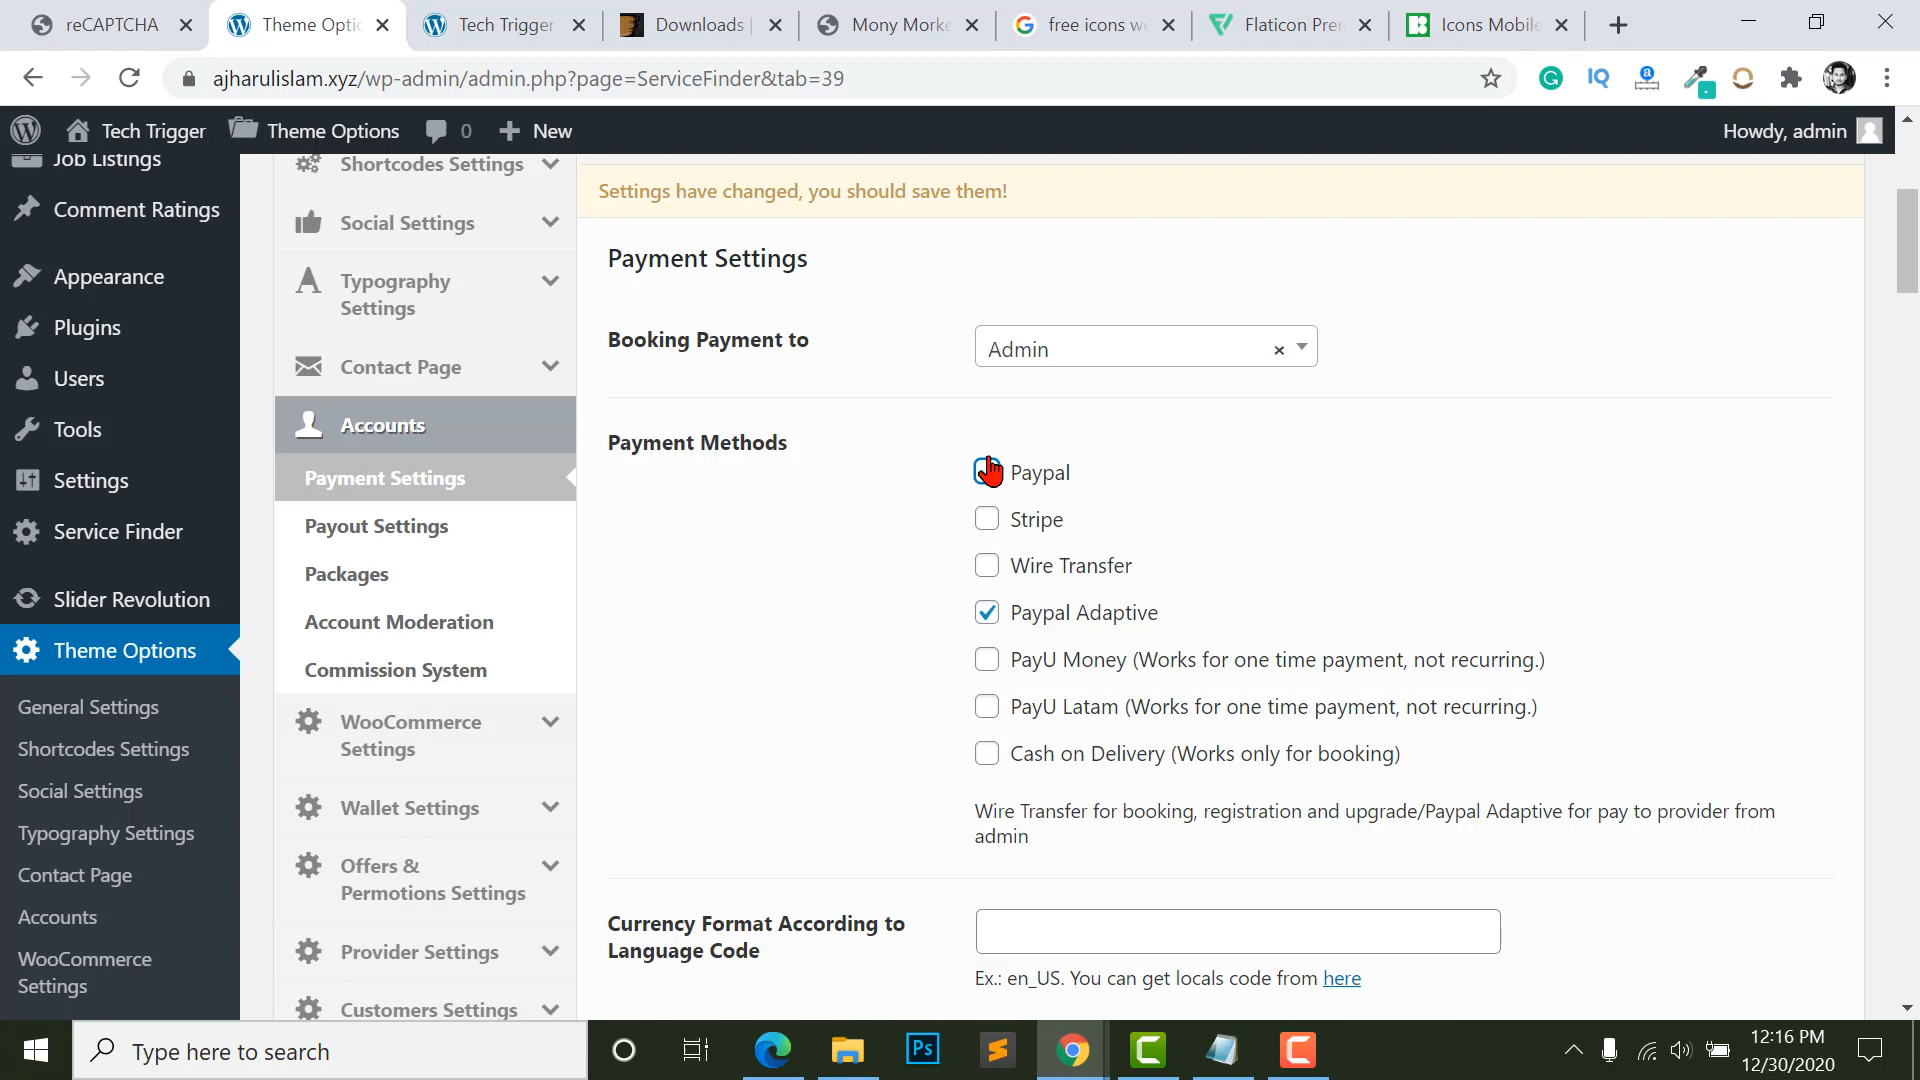 reCAPTCHA
Theme Optic
Tech Trigger
Downloads |
Mony Morke
free icons we
Flaticon Prem
Icons Mobile
ajharulislam.xyz/wp-admin/admin.php?page=ServiceFinder&tab=39
IQ
Tech Trigger
Theme Options
0
New
Howdy, admin
Job Listings
Comment Ratings
Appearance
Plugins
Users
Tools
Settings
Service Finder
Slider Revolution
Theme Options
General Settings
Shortcodes Settings
Social Settings
Typography Settings
Contact Page
Accounts
WooCommerce
Settings
Shortcodes Settings
Social Settings
Typography
Settings
Contact Page
Accounts
Payment Settings
Payout Settings
Packages
Account Moderation
Commission System
WooCommerce
Settings
Wallet Settings
Offers &
Permotions Settings
Provider Settings
Customers Settings
Settings have changed, you should save them!
Payment Settings
Booking Payment to
Admin
Payment Methods
Paypal
Stripe
Wire Transfer
Paypal Adaptive
PayU Money (Works for one time payment, not recurring.)
PayU Latam (Works for one time payment, not recurring.)
Cash on Delivery (Works only for booking)
Wire Transfer for booking, registration and upgrade/Paypal Adaptive for pay to provider from
admin
Currency Format According to
Language Code
Ex.: en_US. You can get locals code from here
Type here to search
Ps
12:16 PM
12/30/2020